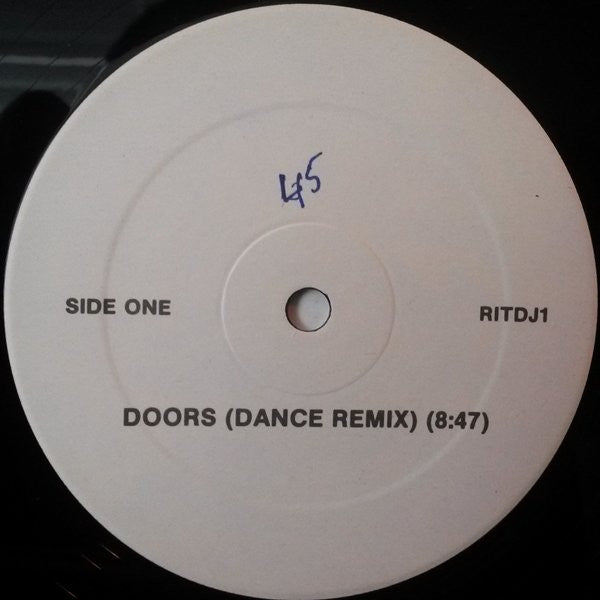 45
SIDE ONE
RITDJ1
DOORS (DANCE REMIX) (8:47)